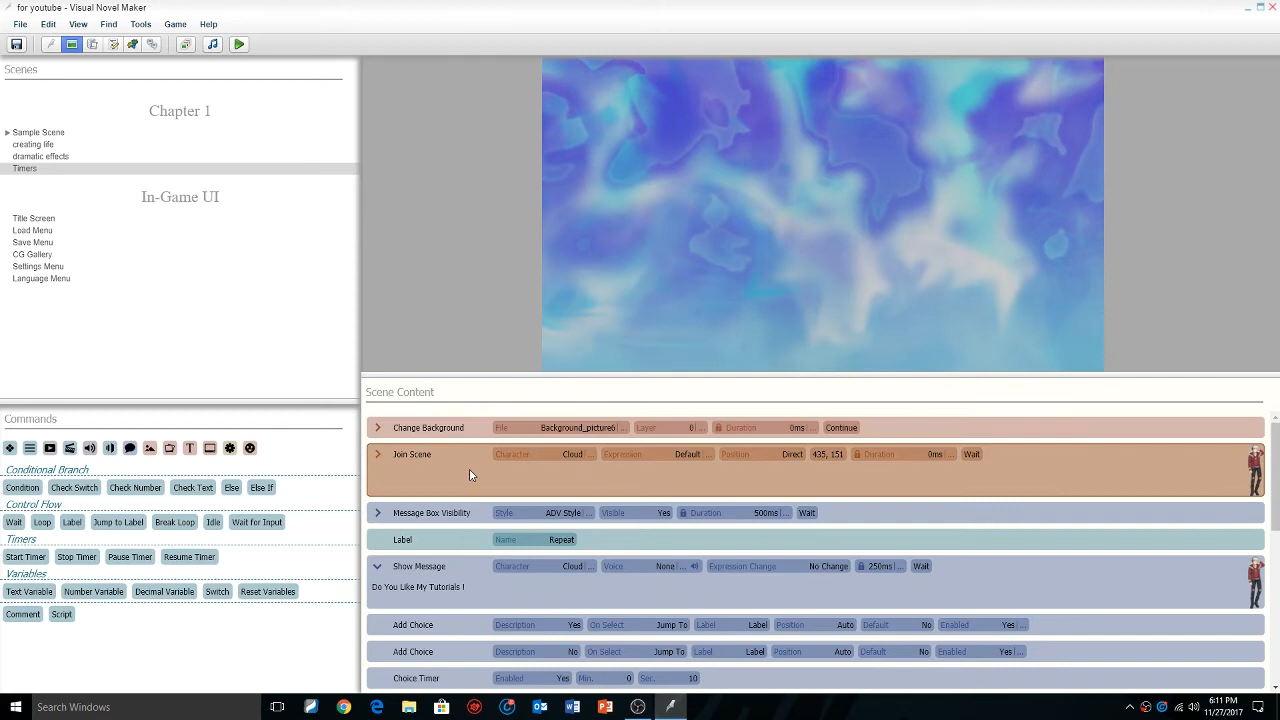 for youtube - Visual Novel Maker
File Edit View Find Tools Game Help
Scenes
Chapter 1
Sample Scene
creating life
dramatic effects
Timers
In-Game UI
Title Screen
Load Menu
Save Menu
CG Gallery
Settings Menu
Language Menu
Commands
Conditional Branch
Condition Check Switch Check Number Check Text Else Else If
Control Flow
Wait Loop Label Jump to Label Break Loop Idle Wait for Input
Timers
Start Timer Stop Timer Pause Timer Resume Timer
Variables
Text Variable Number Variable Decimal Variable Switch Reset Variables
Comment Script
Scene Content
Change Background File Background_picture6 ... Layer 0 ... Duration 0ms ... Continue
Join Scene Character Cloud ... Expression Default ... Position Direct 435, 151 Duration 0ms ... Wait
Message Box Visibility Style ADV Style ... Visible Yes Duration 500ms ... Wait
Label Name Repeat
Show Message Character Cloud ... Voice None ... Expression Change No Change 250ms ... Wait
Do You Like My Tutorials !
Add Choice Description Yes On Select Jump To Label Label Position Auto Default No Enabled Yes ...
Add Choice Description No On Select Jump To Label Label Position Auto Default No Enabled Yes ...
Choice Timer Enabled Yes Min. 0 Sec. 10
Search Windows
6:11 PM
11/27/2017